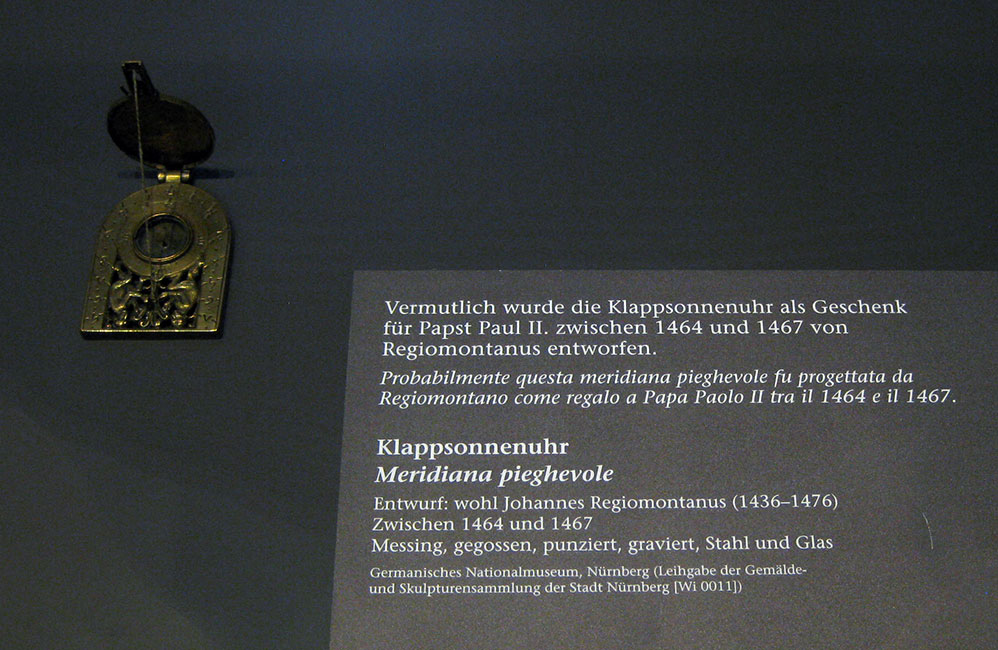 Vermutlich wurde die Klappsonnenuhr als Geschenk
für Papst Paul II. zwischen 1464 und 1467 von
Regiomontanus entworfen.
Probabilmente questa meridiana pieghevole fu progettata da
Regiomontano come regalo a Papa Paolo II tra il 1464 e il 1467.
Klappsonnenuhr
Meridiana pieghevole
Entwurf: wohl Johannes Regiomontanus (1436–1476)
Zwischen 1464 und 1467
Messing, gegossen, punziert, graviert, Stahl und Glas
Germanisches Nationalmuseum, Nürnberg (Leihgabe der Gemälde-
und Skulpturensammlung der Stadt Nürnberg [Wi 0011])